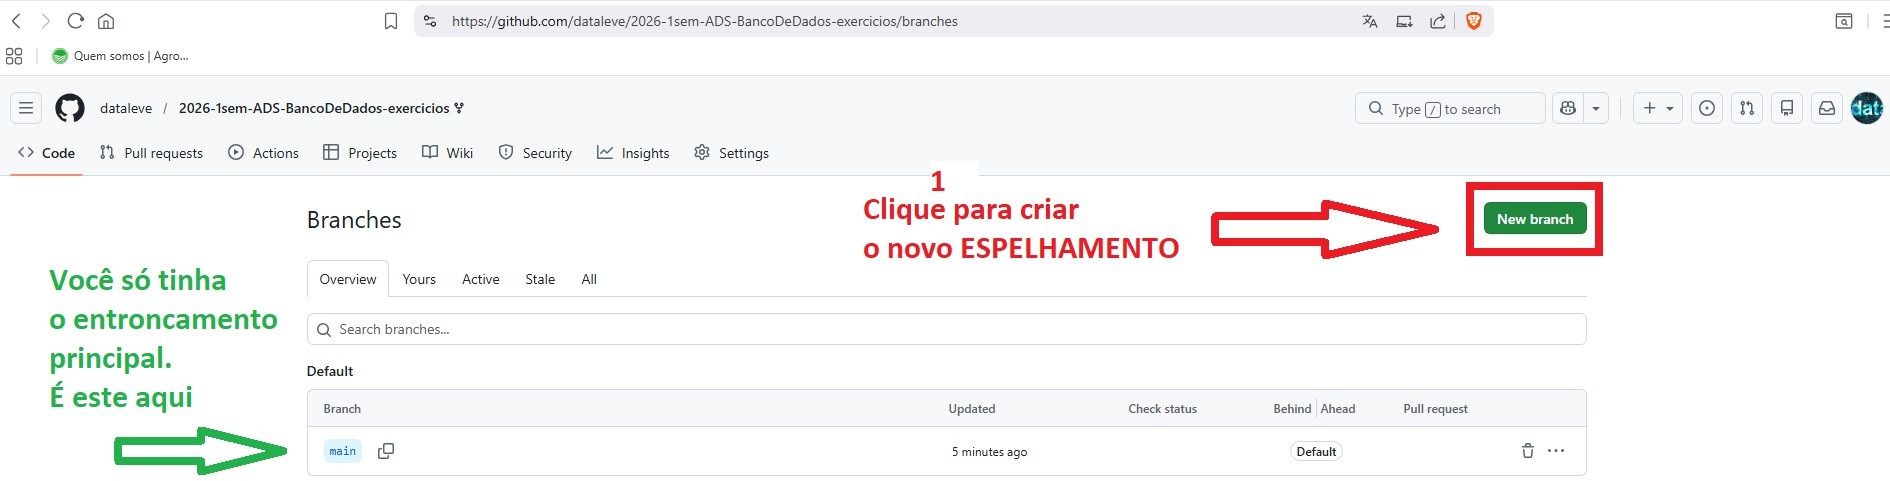 https://github.com/dataleve/2026-1sem-ADS-BancoDeDados-exercicios/branches
Quem somos | Agro...
dataleve / 2026-1sem-ADS-BancoDeDados-exercicios
Type / to search
dat
Code Pull requests Actions Projects Wiki Security Insights Settings
1
Clique para criar
o novo ESPELHAMENTO
New branch
Branches
Você só tinha
o entroncamento
principal.
É este aqui
Overview Yours Active Stale All
Search branches...
Default
Branch Updated Check status Behind Ahead Pull request
main 5 minutes ago Default